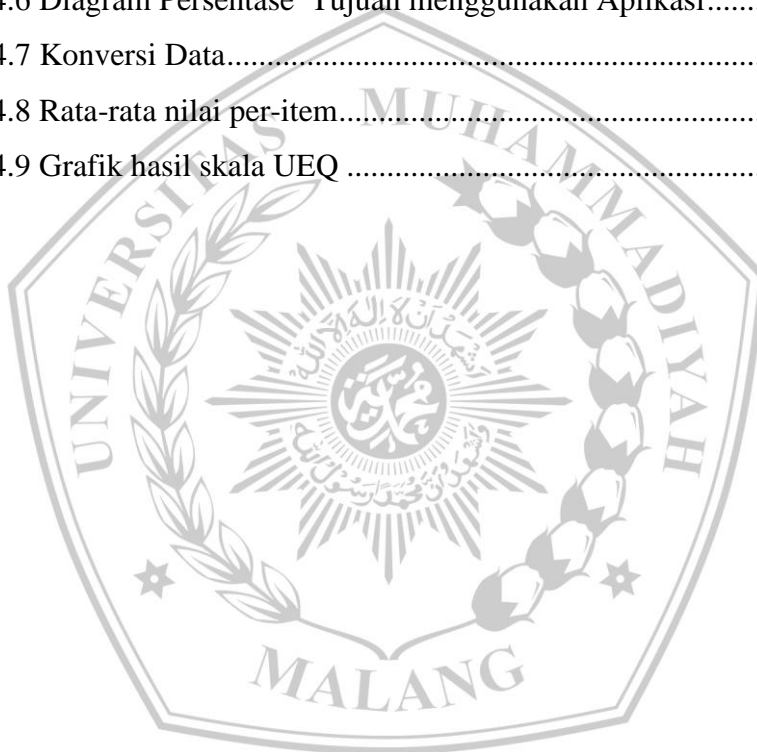 4.6 Diagram Persentase Tujuan menggunakan Aplikasi.......
4.7 Konversi Data.....................................................................
4.8 Rata-rata nilai per-item......................................................
4.9 Grafik hasil skala UEQ .....................................................
UNIVERSITAS MUHAMMADIYAH
MALANG